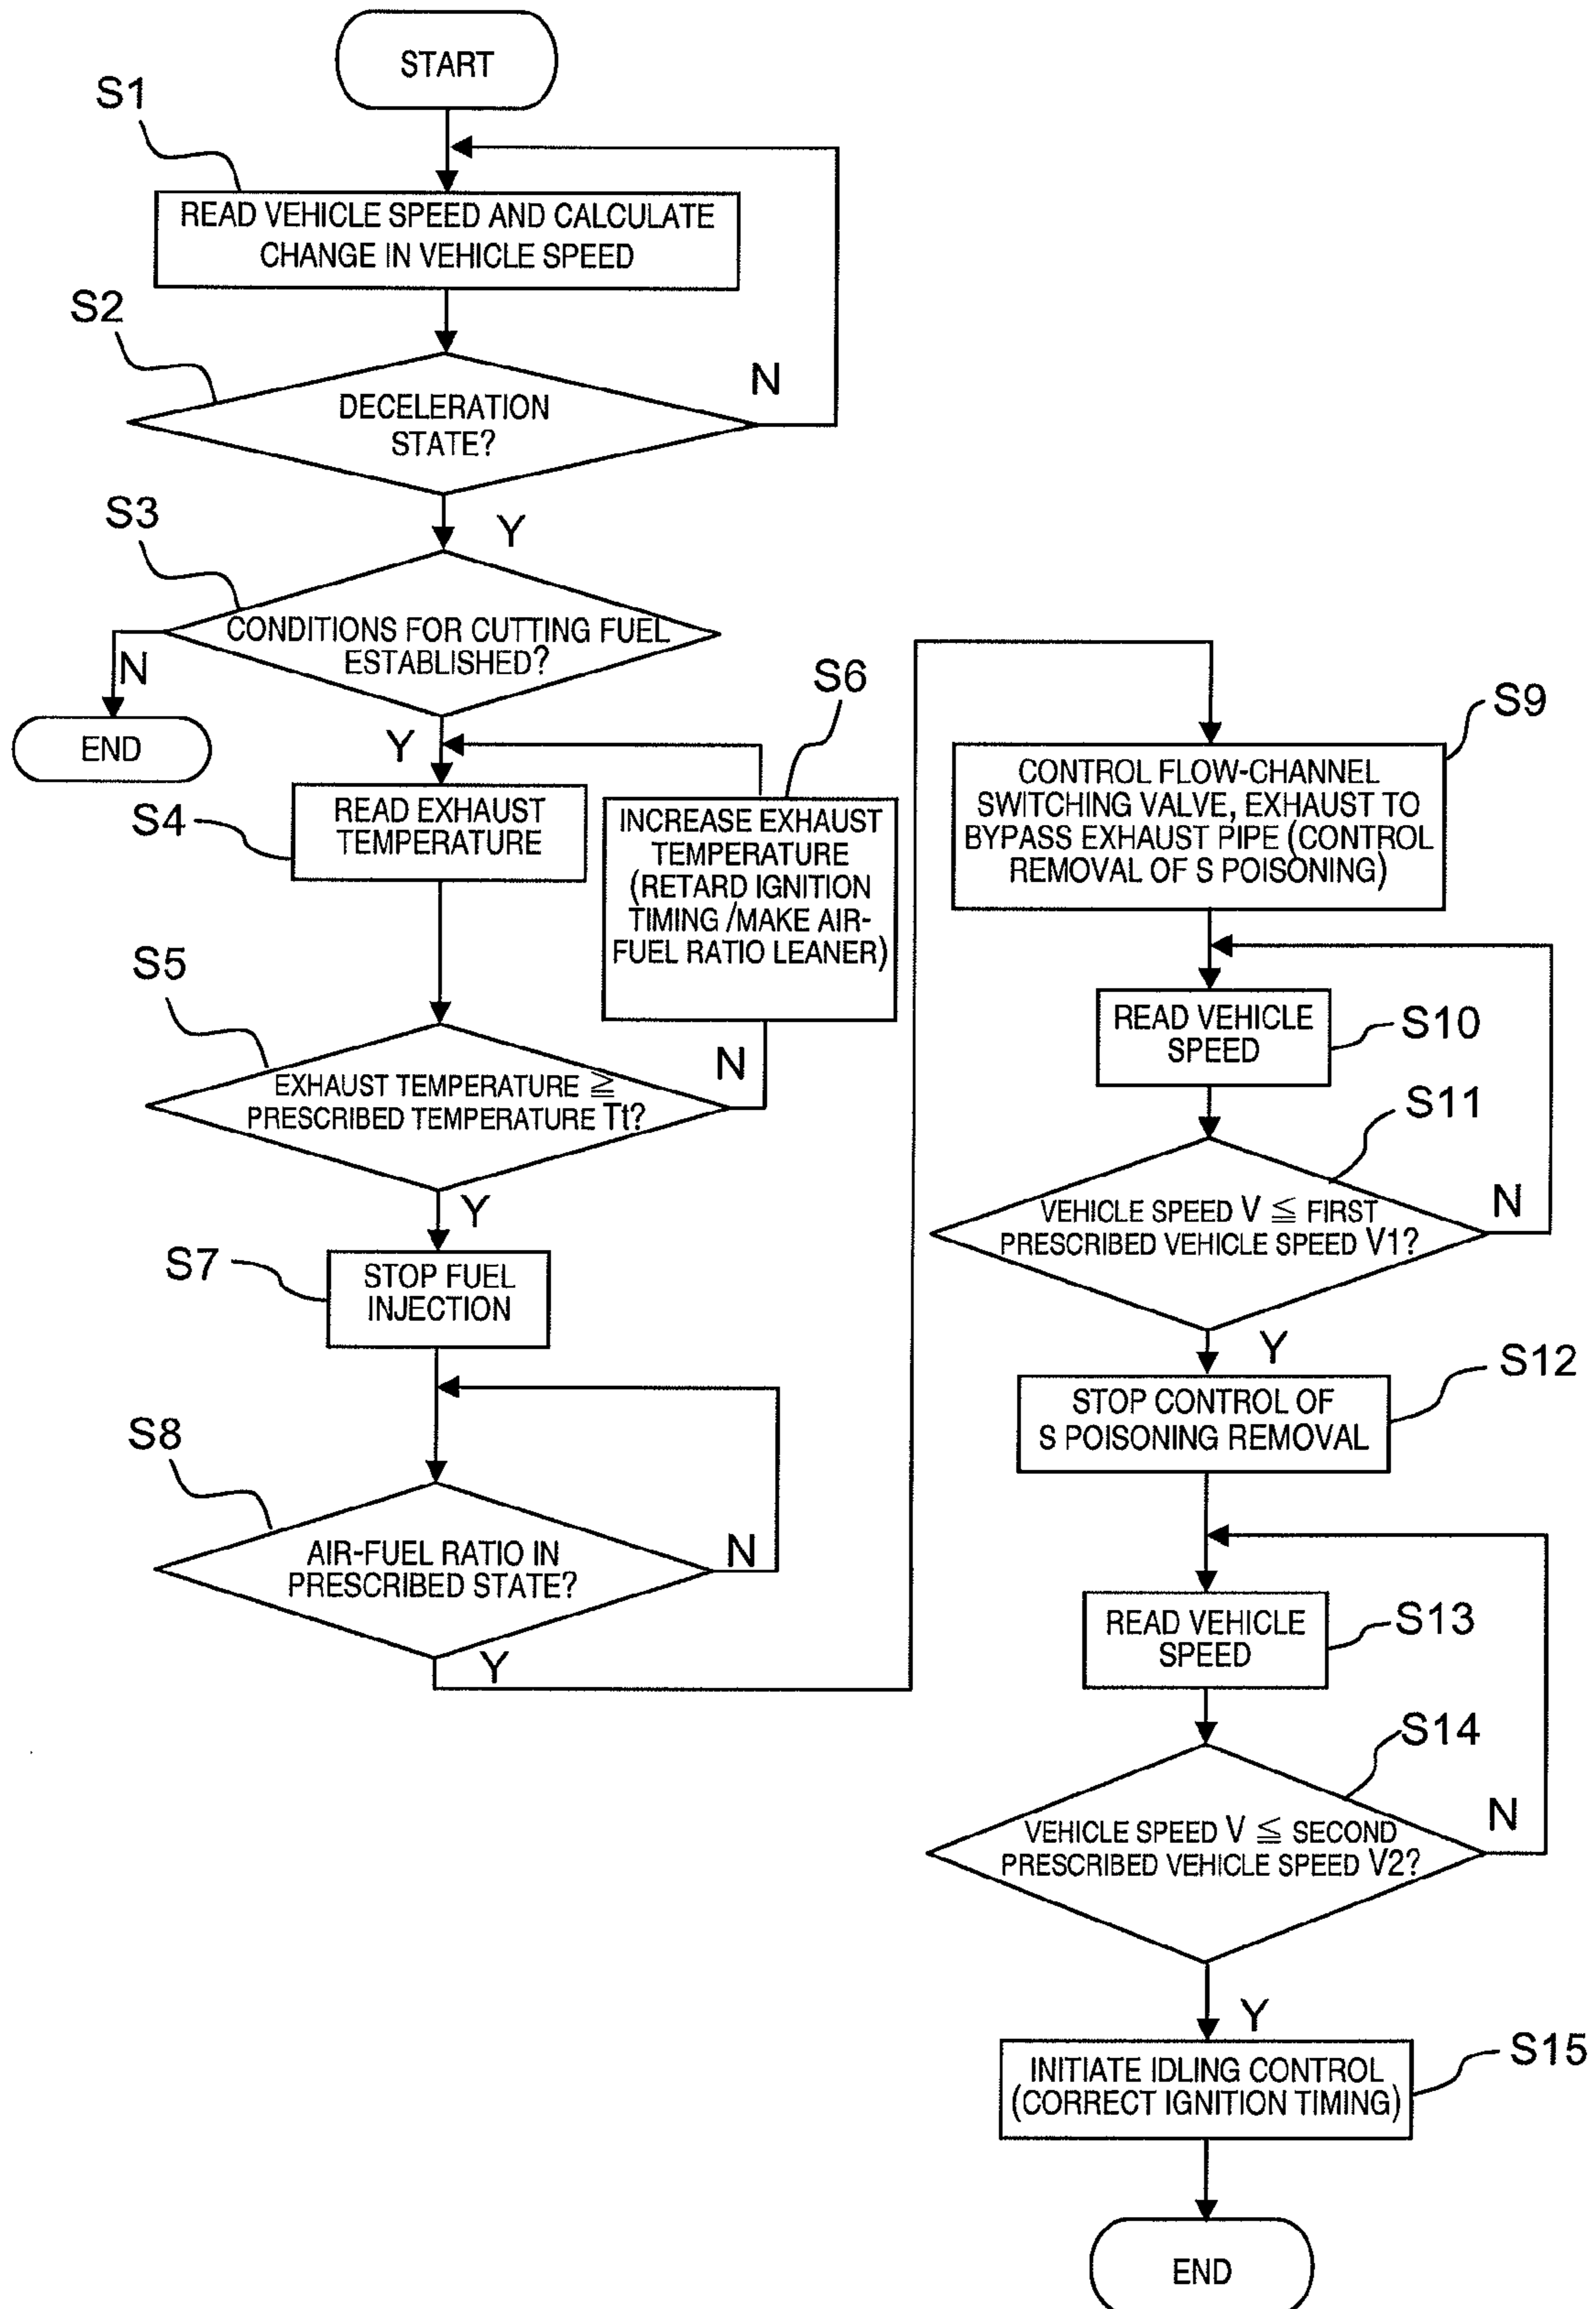 START
S1
READ VEHICLE SPEED AND CALCULATE
CHANGE IN VEHICLE SPEED
S2
DECELERATION
STATE?
N
Y
S3
CONDITIONS FOR CUTTING FUEL
ESTABLISHED?
N
END
Y
S4
READ EXHAUST
TEMPERATURE
S6
INCREASE EXHAUST
TEMPERATURE
(RETARD IGNITION
TIMING /MAKE AIR-
FUEL RATIO LEANER)
S5
EXHAUST TEMPERATURE ≧
PRESCRIBED TEMPERATURE Tt?
N
Y
S7
STOP FUEL
INJECTION
S8
AIR-FUEL RATIO IN
PRESCRIBED STATE?
N
Y
S9
CONTROL FLOW-CHANNEL
SWITCHING VALVE, EXHAUST TO
BYPASS EXHAUST PIPE (CONTROL
REMOVAL OF S POISONING)
READ VEHICLE
SPEED
S10
S11
VEHICLE SPEED V ≦ FIRST
PRESCRIBED VEHICLE SPEED V1?
N
Y
S12
STOP CONTROL OF
S POISONING REMOVAL
READ VEHICLE
SPEED
S13
S14
VEHICLE SPEED V ≦ SECOND
PRESCRIBED VEHICLE SPEED V2?
N
Y
S15
INITIATE IDLING CONTROL
(CORRECT IGNITION TIMING)
END